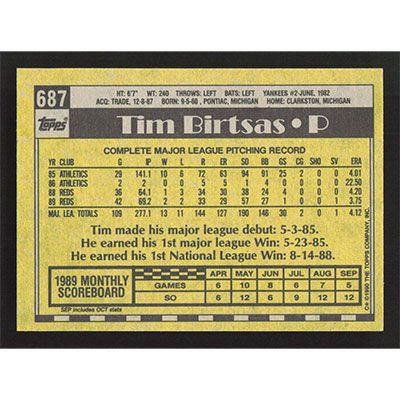 687
HT: 6'7" WT: 240 THROWS: LEFT BATS: LEFT YANKEES #2-JUNE, 1982
ACQ: TRADE, 12-8-87 BORN: 9-5-60, PONTIAC, MICHIGAN HOME: CLARKSTON, MICHIGAN
Topps
Tim Birtsas • P
COMPLETE MAJOR LEAGUE PITCHING RECORD
YR CLUB G IP W L R ER SO BB GS CG SHO SV ERA
85 ATHLETICS 29 141.1 10 6 72 63 94 91 25 0 0 0 4.01
86 ATHLETICS 2 2 0 0 5 5 1 4 0 0 0 0 22.50
88 REDS 36 64.1 1 3 34 30 38 24 4 0 0 0 4.20
89 REDS 42 69.2 2 2 33 29 57 27 1 0 0 1 3.75
MAJ. LEA. TOTALS 109 277.1 13 11 144 127 190 146 30 0 0 1 4.12
Tim made his major league debut: 5-3-85.
He earned his 1st major league Win: 5-23-85.
He earned his 1st National League Win: 8-14-88.
1989 MONTHLY SCOREBOARD
APR MAY JUN JUL AUG SEP
GAMES 6 10 8 6 7 5
SO 6 12 9 6 12 12
SEP includes OCT stats
©1990 THE TOPPS COMPANY, INC.